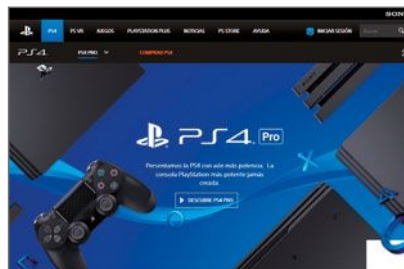 SONY
PS4 PS VR JUEGOS PLAYSTATION PLUS NOTICIAS PS STORE AYUDA INICIAR SESIÓN Buscar
PS4 PS4 PRO COMPRAR PS4
PS4 Pro
Presentamos la PS4 con aún más potencia. La
consola PlayStation más potente jamás
creada
DESCUBRE PS4 PRO